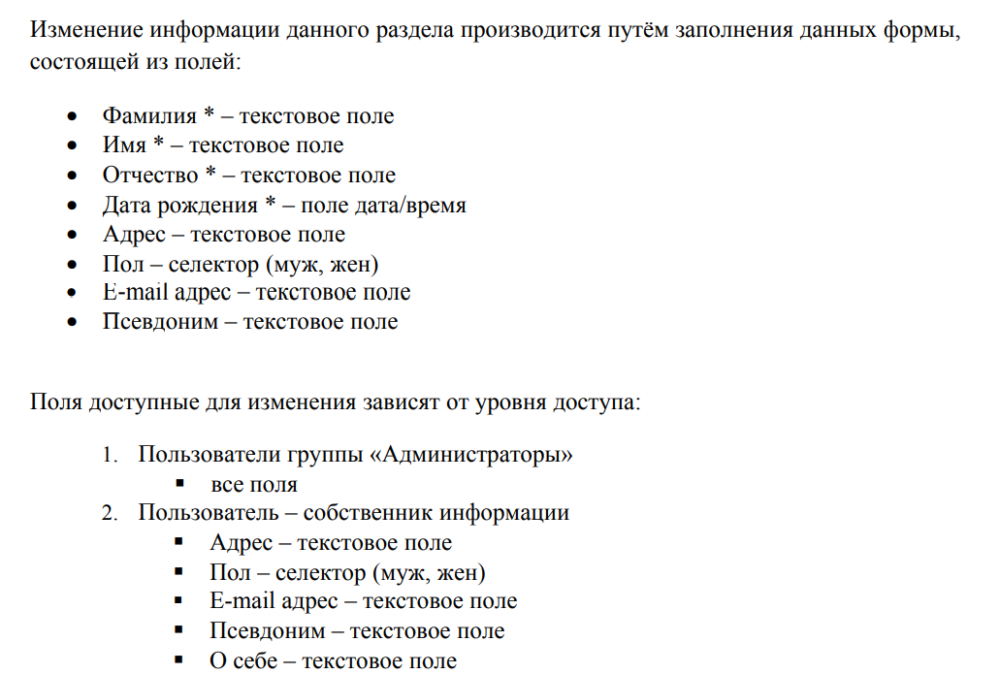 Изменение информации данного раздела производится путём заполнения данных формы,
состоящей из полей:
• Фамилия * – текстовое поле
• Имя * – текстовое поле
• Отчество * – текстовое поле
• Дата рождения * – поле дата/время
• Адрес – текстовое поле
• Пол – селектор (муж, жен)
• E-mail адрес – текстовое поле
• Псевдоним – текстовое поле
Поля доступные для изменения зависят от уровня доступа:
1. Пользователи группы «Администраторы»
▪ все поля
2. Пользователь – собственник информации
▪ Адрес – текстовое поле
▪ Пол – селектор (муж, жен)
▪ E-mail адрес – текстовое поле
▪ Псевдоним – текстовое поле
▪ О себе – текстовое поле